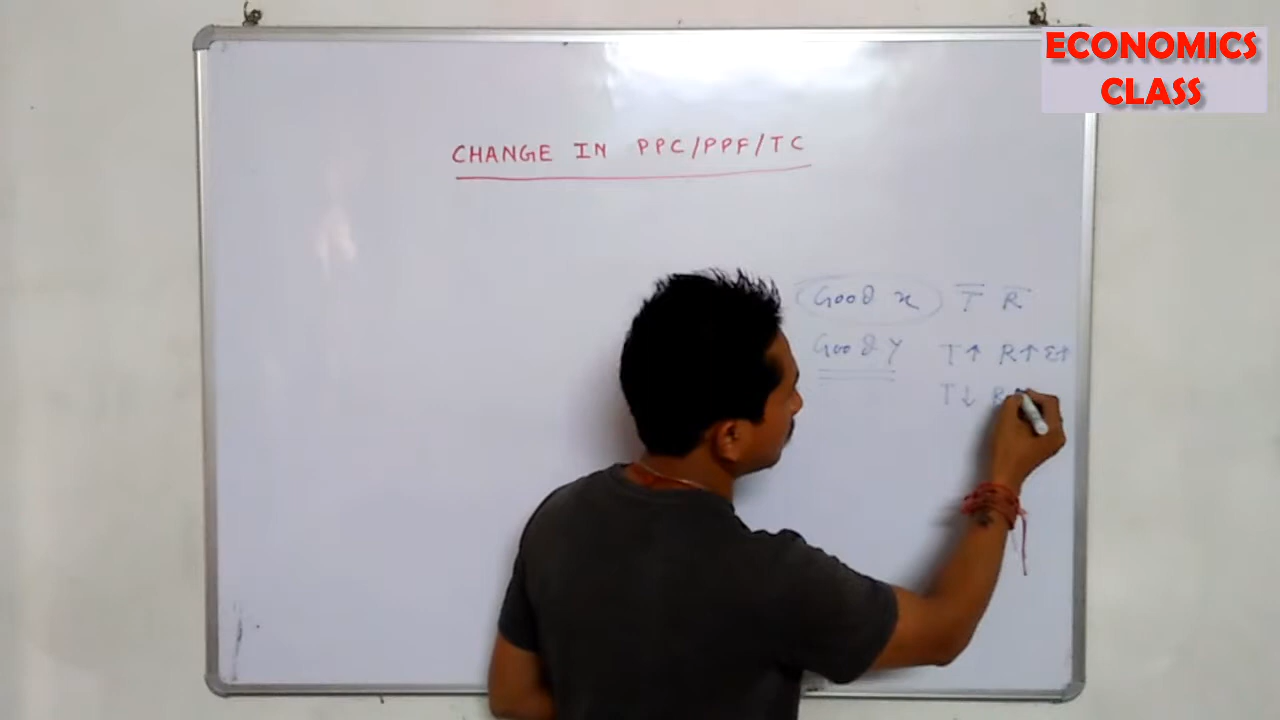 ECONOMICS
CLASS
CHANGE IN PPC/PPF/TC
Good x T̅ R̅
Good y T↑ R↑ E↑
T↓ R